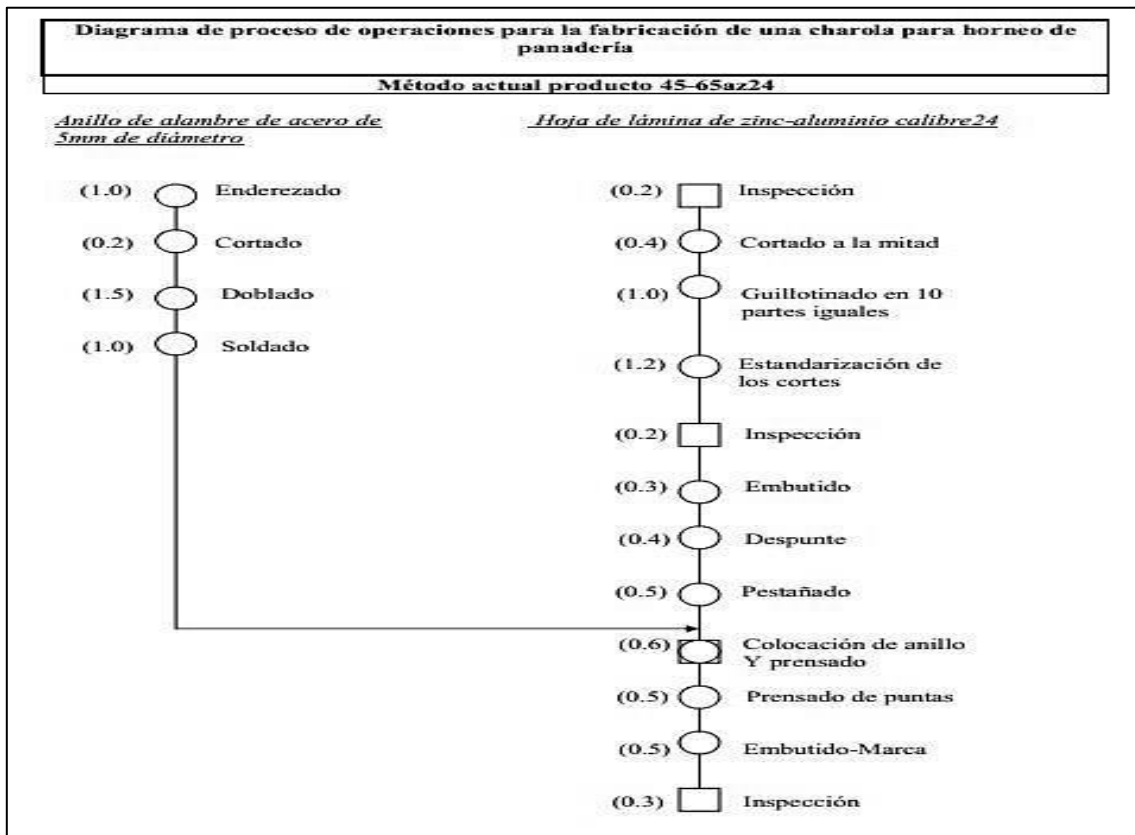 Diagrama de proceso de operaciones para la fabricación de una charola para horneo de
panadería
Método actual producto 45-65az24
Anillo de alambre de acero de
5mm de diámetro
Hoja de lámina de zinc-aluminio calibre24
(1.0) Enderezado
(0.2) Cortado
(1.5) Doblado
(1.0) Soldado
(0.2) Inspección
(0.4) Cortado a la mitad
(1.0) Guillotinado en 10
partes iguales
(1.2) Estandarización de
los cortes
(0.2) Inspección
(0.3) Embutido
(0.4) Despunte
(0.5) Pestañado
(0.6) Colocación de anillo
Y prensado
(0.5) Prensado de puntas
(0.5) Embutido-Marca
(0.3) Inspección